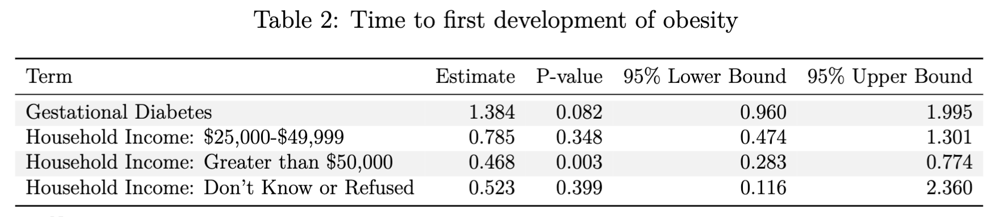 Table 2: Time to first development of obesity
Term Estimate P-value 95% Lower Bound 95% Upper Bound
Gestational Diabetes 1.384 0.082 0.960 1.995
Household Income: $25,000-$49,999 0.785 0.348 0.474 1.301
Household Income: Greater than $50,000 0.468 0.003 0.283 0.774
Household Income: Don't Know or Refused 0.523 0.399 0.116 2.360